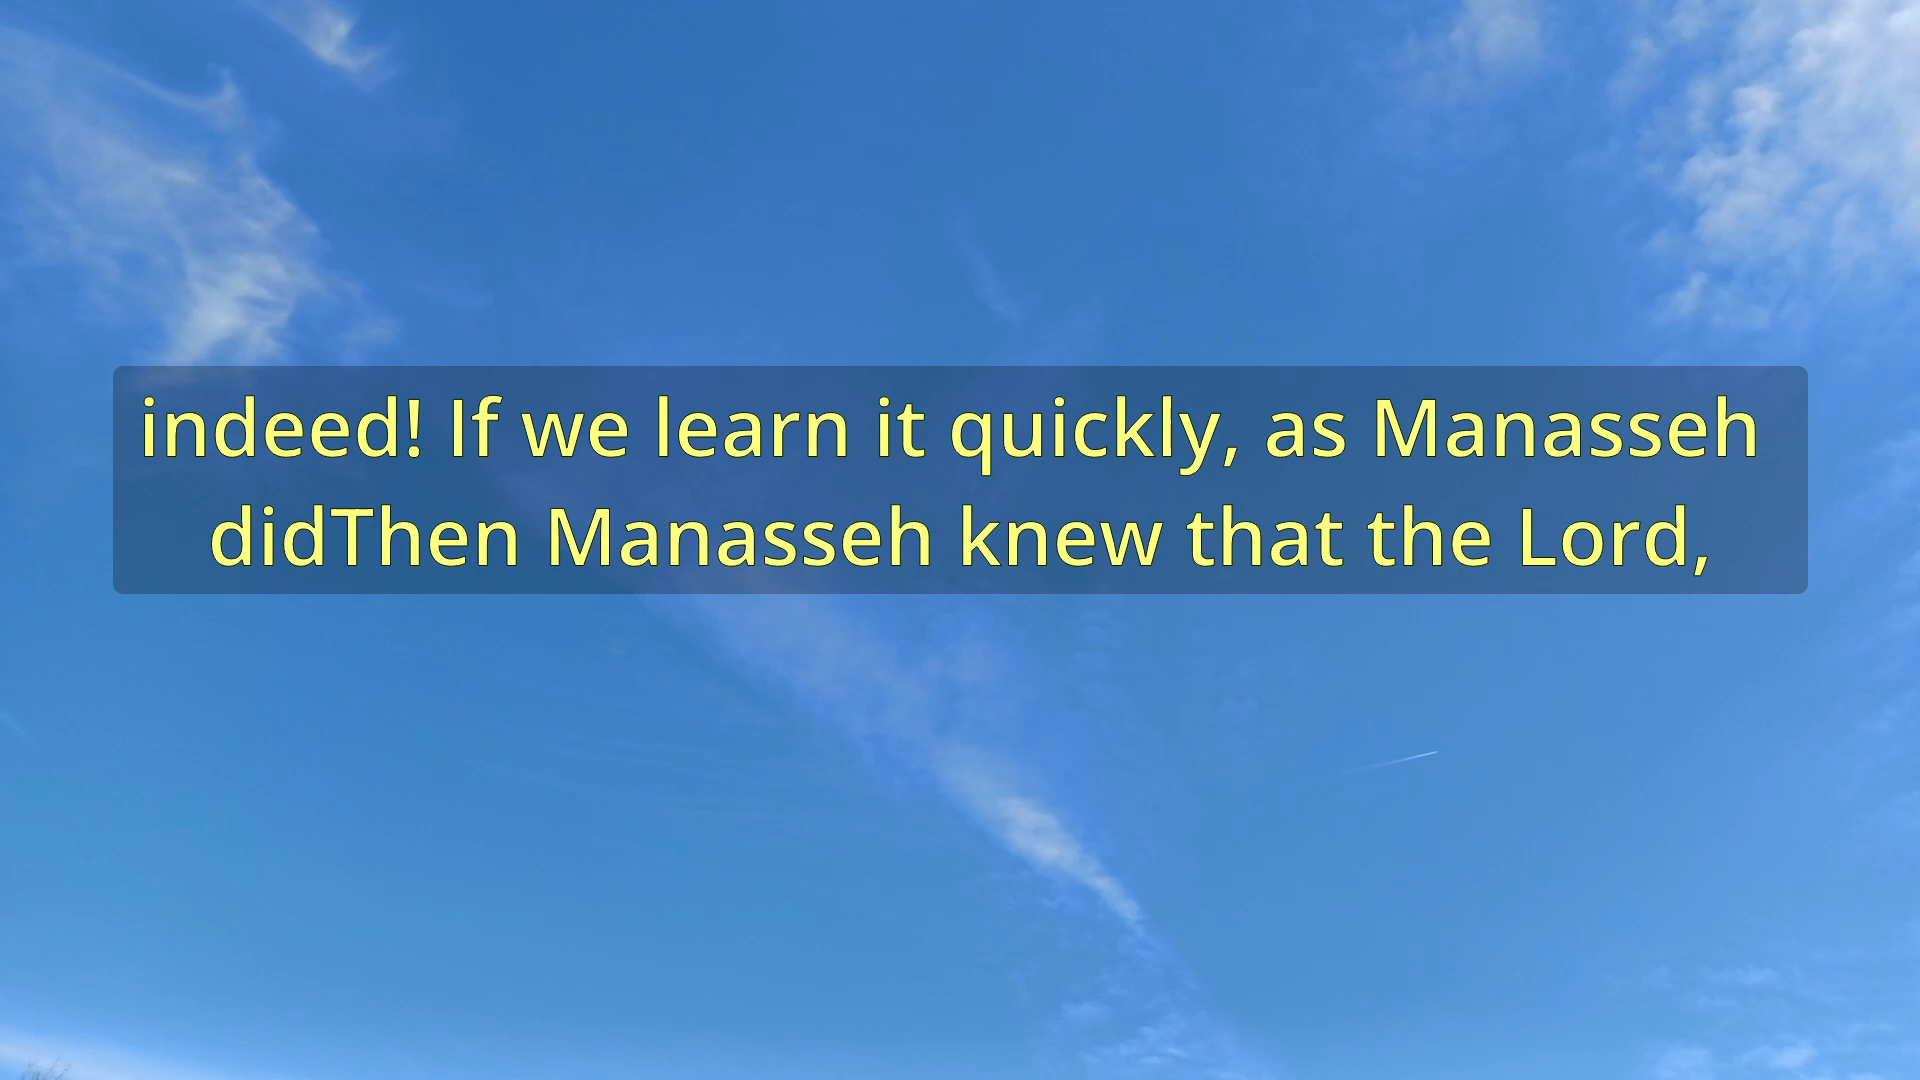 indeed! If we learn it quickly, as Manasseh
didThen Manasseh knew that the Lord,